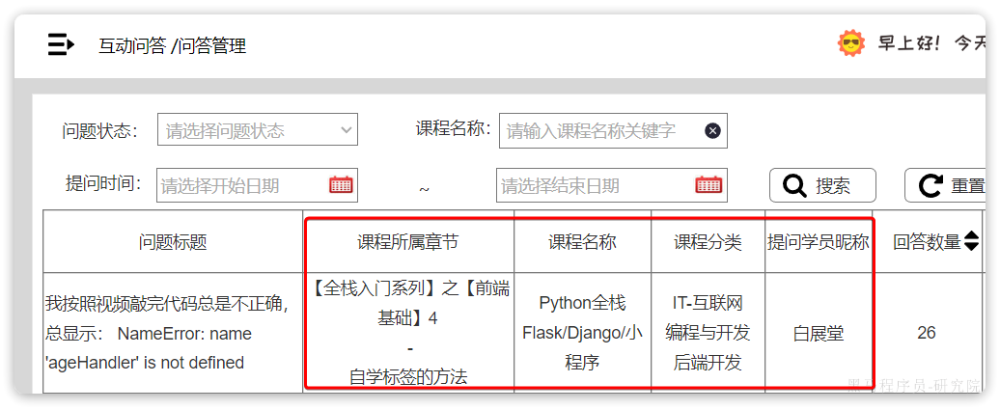 互动问答 /问答管理
早上好! 今天
问题状态:
请选择问题状态
课程名称:
请输入课程名称关键字
提问时间:
请选择开始日期
~
请选择结束日期
搜索
重置
问题标题
课程所属章节
课程名称
课程分类
提问学员昵称
回答数量
我按照视频敲完代码总是不正确,
总显示: NameError: name
'ageHandler' is not defined
【全栈入门系列】之【前端
基础】4
-
自学标签的方法
Python全栈
Flask/Django/小
程序
IT-互联网
编程与开发
后端开发
白展堂
26
黑马程序员-研究院